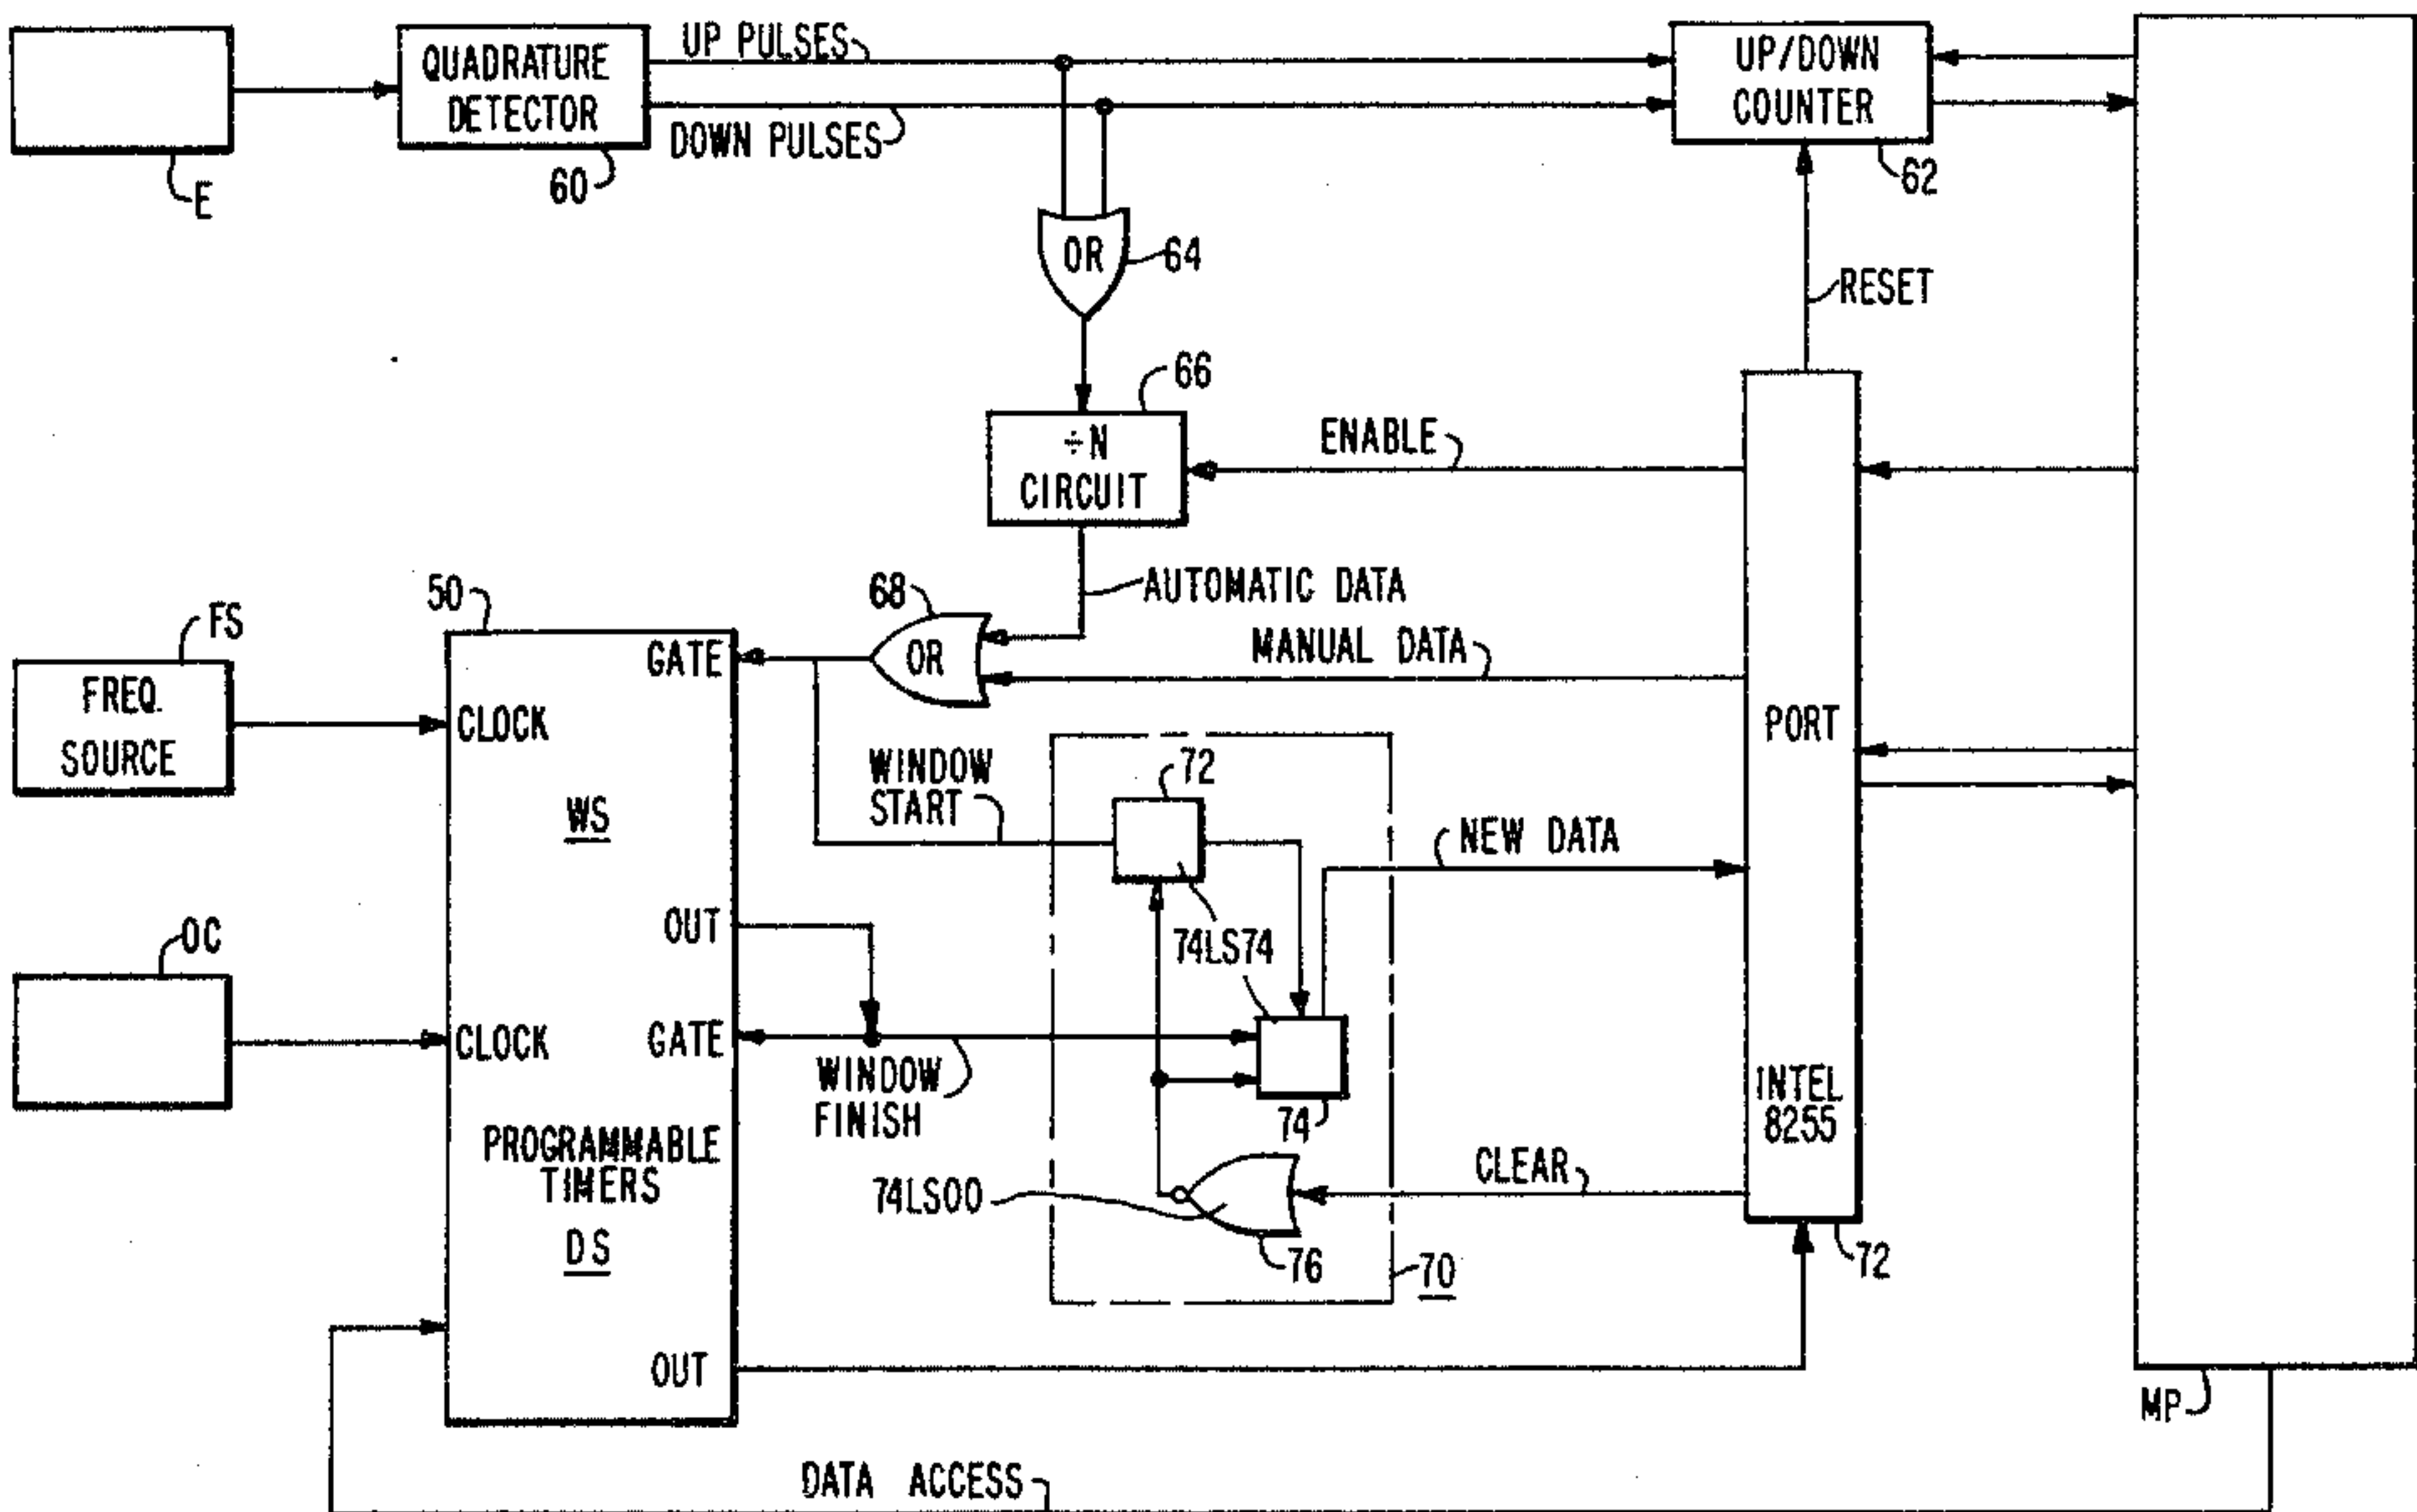 UP PULSES
QUADRATURE
DETECTOR
DOWN PULSES
60
E
UP/DOWN
COUNTER
62
OR
64
RESET
66
÷N
CIRCUIT
ENABLE
AUTOMATIC DATA
50
68
FS
GATE
OR
MANUAL DATA
FREQ.
SOURCE
CLOCK
PORT
WS
WINDOW
START
72
NEW DATA
OC
OUT
74LS74
CLOCK
GATE
WINDOW
FINISH
INTEL
8255
74
PROGRAMMABLE
TIMERS
DS
CLEAR
74LS00
76
70
72
OUT
MP
DATA ACCESS